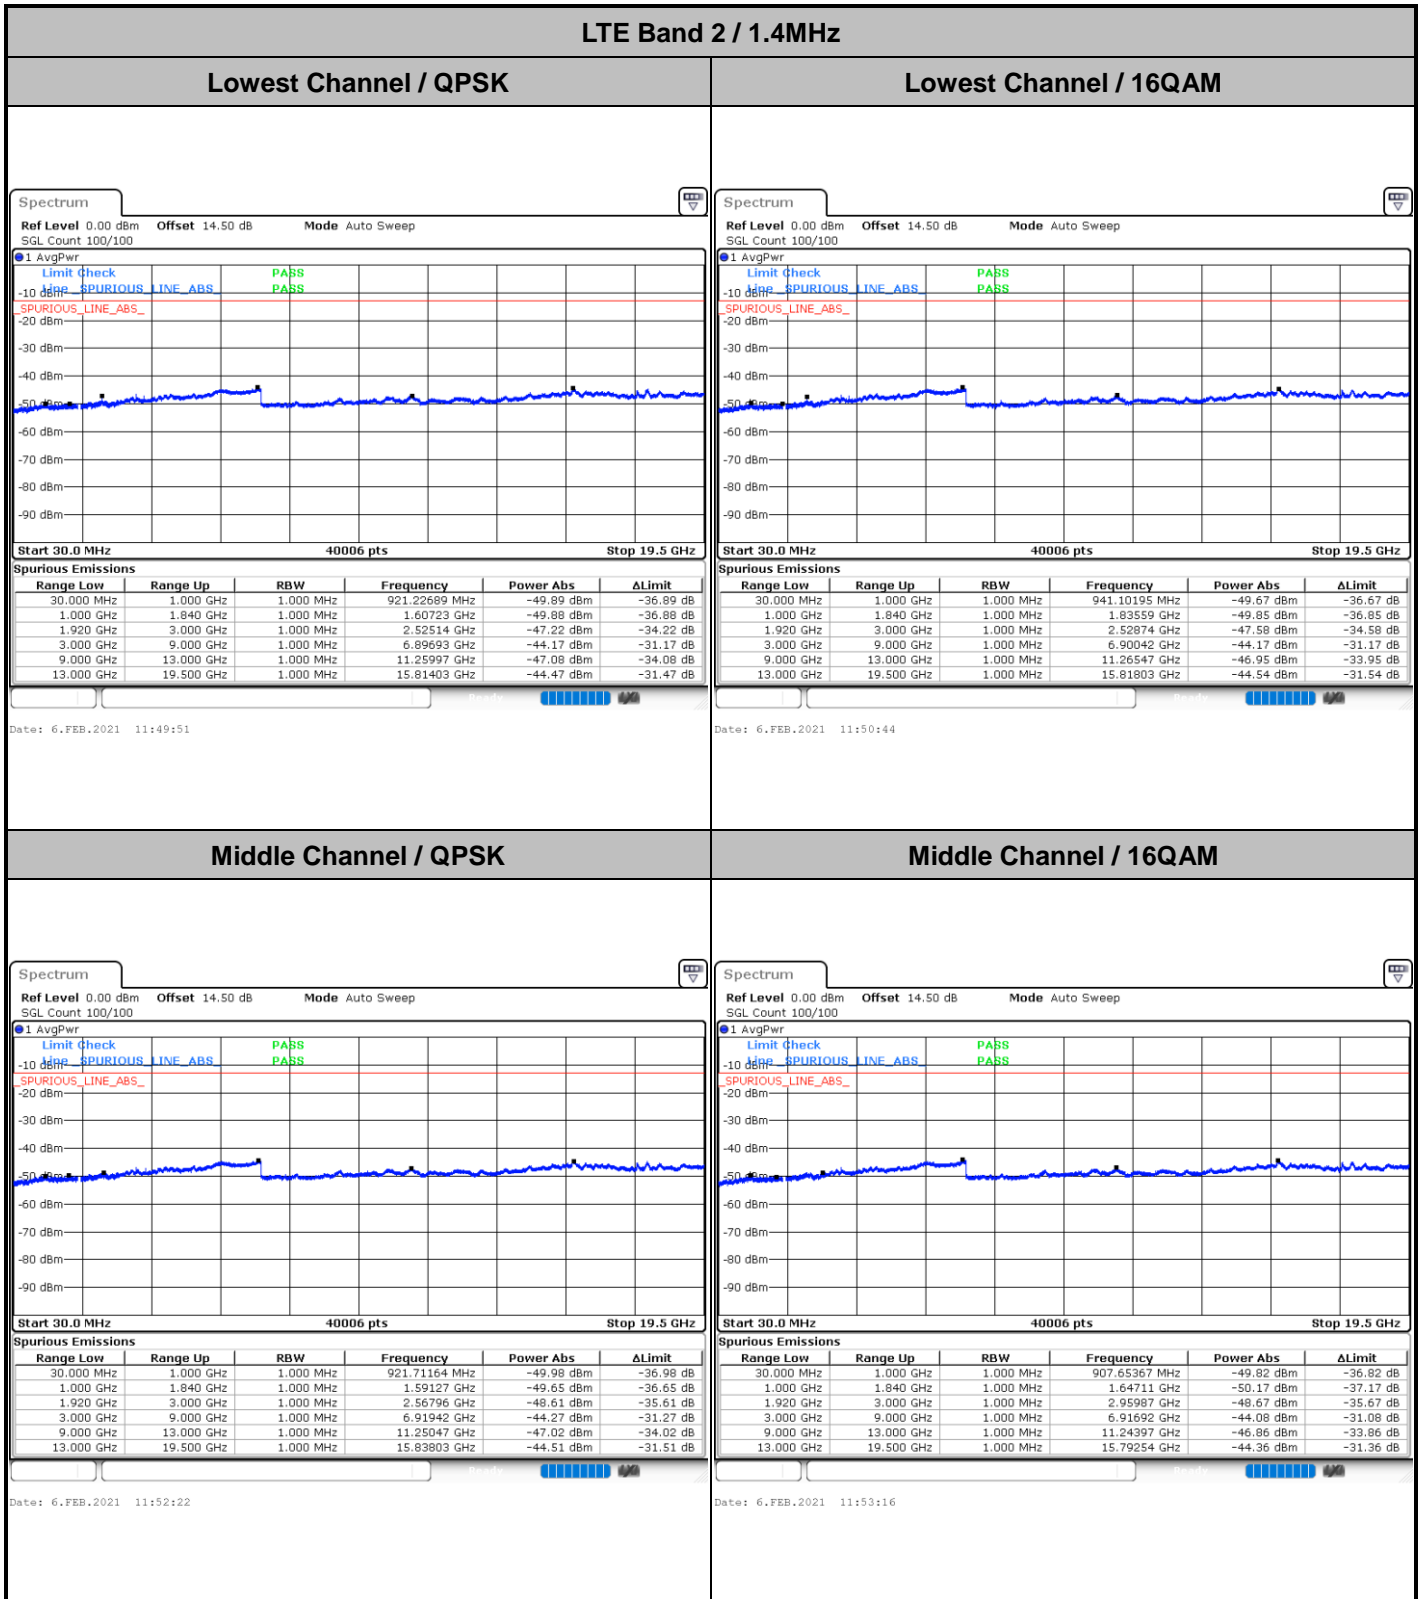 LTE Band 2 / 1.4MHz
Lowest Channel / QPSK
Lowest Channel / 16QAM
Spectrum
Ref Level 0.00 dBm Offset 14.50 dB Mode Auto Sweep
SGL Count 100/100
1 AvgPwr
Limit Check PASS
Line _SPURIOUS_LINE_ABS_ PASS
-10 dBm
_SPURIOUS_LINE_ABS_
-20 dBm
-30 dBm
-40 dBm
-50 dBm
-60 dBm
-70 dBm
-80 dBm
-90 dBm
Start 30.0 MHz 40006 pts Stop 19.5 GHz
Spurious Emissions
Range Low Range Up RBW Frequency Power Abs ΔLimit
30.000 MHz 1.000 GHz 1.000 MHz 921.22689 MHz -49.89 dBm -36.89 dB
1.000 GHz 1.840 GHz 1.000 MHz 1.60723 GHz -49.88 dBm -36.88 dB
1.920 GHz 3.000 GHz 1.000 MHz 2.52514 GHz -47.22 dBm -34.22 dB
3.000 GHz 9.000 GHz 1.000 MHz 6.89693 GHz -44.17 dBm -31.17 dB
9.000 GHz 13.000 GHz 1.000 MHz 11.25997 GHz -47.08 dBm -34.08 dB
13.000 GHz 19.500 GHz 1.000 MHz 15.81403 GHz -44.47 dBm -31.47 dB
Ready
Date: 6.FEB.2021 11:49:51
Spectrum
Ref Level 0.00 dBm Offset 14.50 dB Mode Auto Sweep
SGL Count 100/100
1 AvgPwr
Limit Check PASS
Line _SPURIOUS_LINE_ABS_ PASS
-10 dBm
_SPURIOUS_LINE_ABS_
-20 dBm
-30 dBm
-40 dBm
-50 dBm
-60 dBm
-70 dBm
-80 dBm
-90 dBm
Start 30.0 MHz 40006 pts Stop 19.5 GHz
Spurious Emissions
Range Low Range Up RBW Frequency Power Abs ΔLimit
30.000 MHz 1.000 GHz 1.000 MHz 941.10195 MHz -49.67 dBm -36.67 dB
1.000 GHz 1.840 GHz 1.000 MHz 1.83559 GHz -49.85 dBm -36.85 dB
1.920 GHz 3.000 GHz 1.000 MHz 2.52874 GHz -47.58 dBm -34.58 dB
3.000 GHz 9.000 GHz 1.000 MHz 6.90042 GHz -44.17 dBm -31.17 dB
9.000 GHz 13.000 GHz 1.000 MHz 11.26547 GHz -46.95 dBm -33.95 dB
13.000 GHz 19.500 GHz 1.000 MHz 15.81803 GHz -44.54 dBm -31.54 dB
Ready
Date: 6.FEB.2021 11:50:44
Middle Channel / QPSK
Middle Channel / 16QAM
Spectrum
Ref Level 0.00 dBm Offset 14.50 dB Mode Auto Sweep
SGL Count 100/100
1 AvgPwr
Limit Check PASS
Line _SPURIOUS_LINE_ABS_ PASS
-10 dBm
_SPURIOUS_LINE_ABS_
-20 dBm
-30 dBm
-40 dBm
-50 dBm
-60 dBm
-70 dBm
-80 dBm
-90 dBm
Start 30.0 MHz 40006 pts Stop 19.5 GHz
Spurious Emissions
Range Low Range Up RBW Frequency Power Abs ΔLimit
30.000 MHz 1.000 GHz 1.000 MHz 921.71164 MHz -49.98 dBm -36.98 dB
1.000 GHz 1.840 GHz 1.000 MHz 1.59127 GHz -49.65 dBm -36.65 dB
1.920 GHz 3.000 GHz 1.000 MHz 2.56796 GHz -48.61 dBm -35.61 dB
3.000 GHz 9.000 GHz 1.000 MHz 6.91942 GHz -44.27 dBm -31.27 dB
9.000 GHz 13.000 GHz 1.000 MHz 11.25047 GHz -47.02 dBm -34.02 dB
13.000 GHz 19.500 GHz 1.000 MHz 15.83803 GHz -44.51 dBm -31.51 dB
Ready
Date: 6.FEB.2021 11:52:22
Spectrum
Ref Level 0.00 dBm Offset 14.50 dB Mode Auto Sweep
SGL Count 100/100
1 AvgPwr
Limit Check PASS
Line _SPURIOUS_LINE_ABS_ PASS
-10 dBm
_SPURIOUS_LINE_ABS_
-20 dBm
-30 dBm
-40 dBm
-50 dBm
-60 dBm
-70 dBm
-80 dBm
-90 dBm
Start 30.0 MHz 40006 pts Stop 19.5 GHz
Spurious Emissions
Range Low Range Up RBW Frequency Power Abs ΔLimit
30.000 MHz 1.000 GHz 1.000 MHz 907.65367 MHz -49.82 dBm -36.82 dB
1.000 GHz 1.840 GHz 1.000 MHz 1.64711 GHz -50.17 dBm -37.17 dB
1.920 GHz 3.000 GHz 1.000 MHz 2.95987 GHz -48.67 dBm -35.67 dB
3.000 GHz 9.000 GHz 1.000 MHz 6.91692 GHz -44.08 dBm -31.08 dB
9.000 GHz 13.000 GHz 1.000 MHz 11.24397 GHz -46.86 dBm -33.86 dB
13.000 GHz 19.500 GHz 1.000 MHz 15.79254 GHz -44.36 dBm -31.36 dB
Ready
Date: 6.FEB.2021 11:53:16